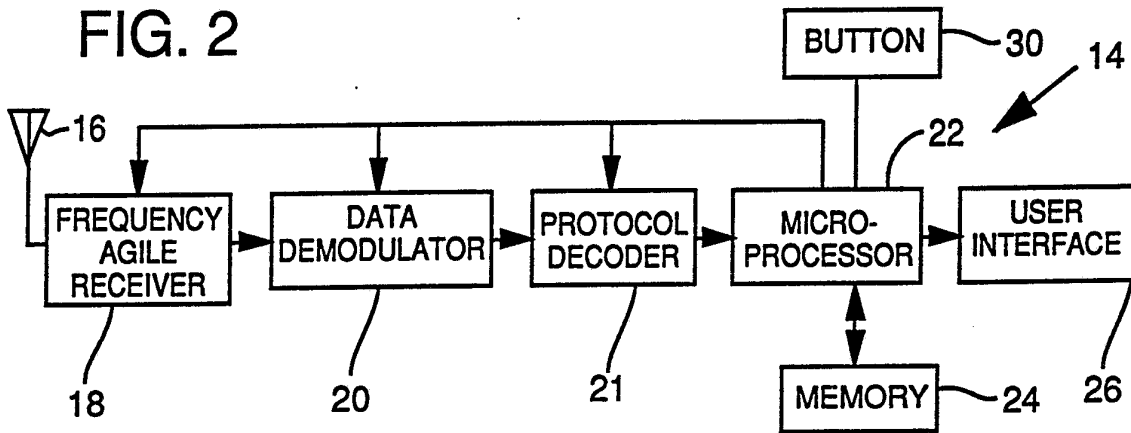 FIG. 2
BUTTON
30
14
16
22
FREQUENCY
AGILE
RECEIVER
DATA
DEMODULATOR
PROTOCOL
DECODER
MICRO-
PROCESSOR
USER
INTERFACE
18
20
21
MEMORY
24
26